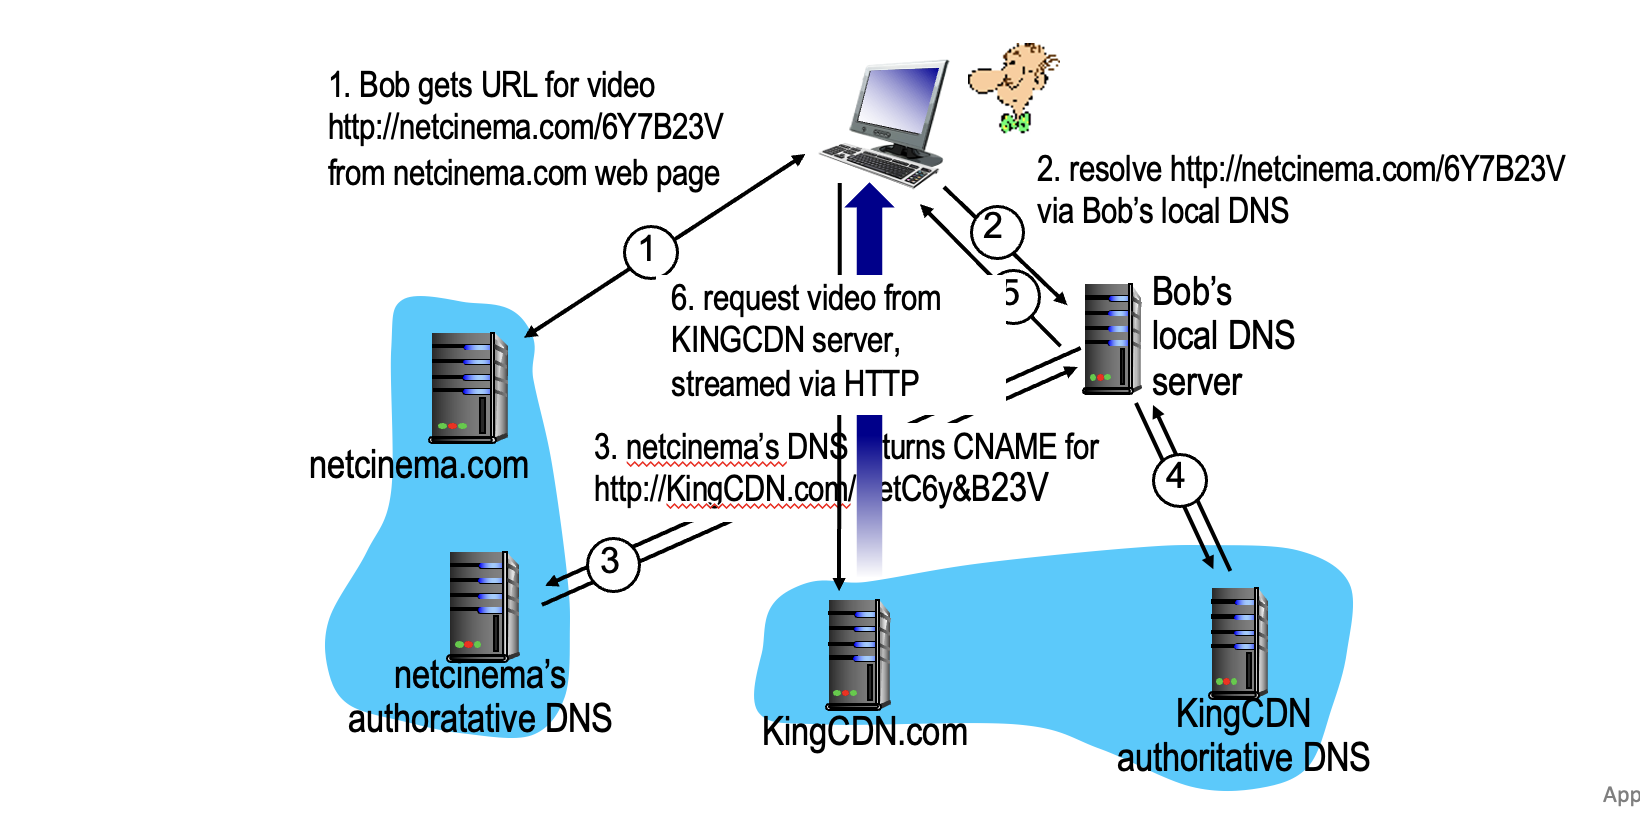 1. Bob gets URL for video
http://netcinema.com/6Y7B23V
from netcinema.com web page
2. resolve http://netcinema.com/6Y7B23V
via Bob's local DNS
1
2
5
6. request video from
KINGCDN server,
streamed via HTTP
Bob's
local DNS
server
netcinema.com
3. netcinema's DNS turns CNAME for
http://KingCDN.com/ etC6y&B23V
4
3
netcinema's
authoratative DNS
KingCDN.com
KingCDN
authoritative DNS
App